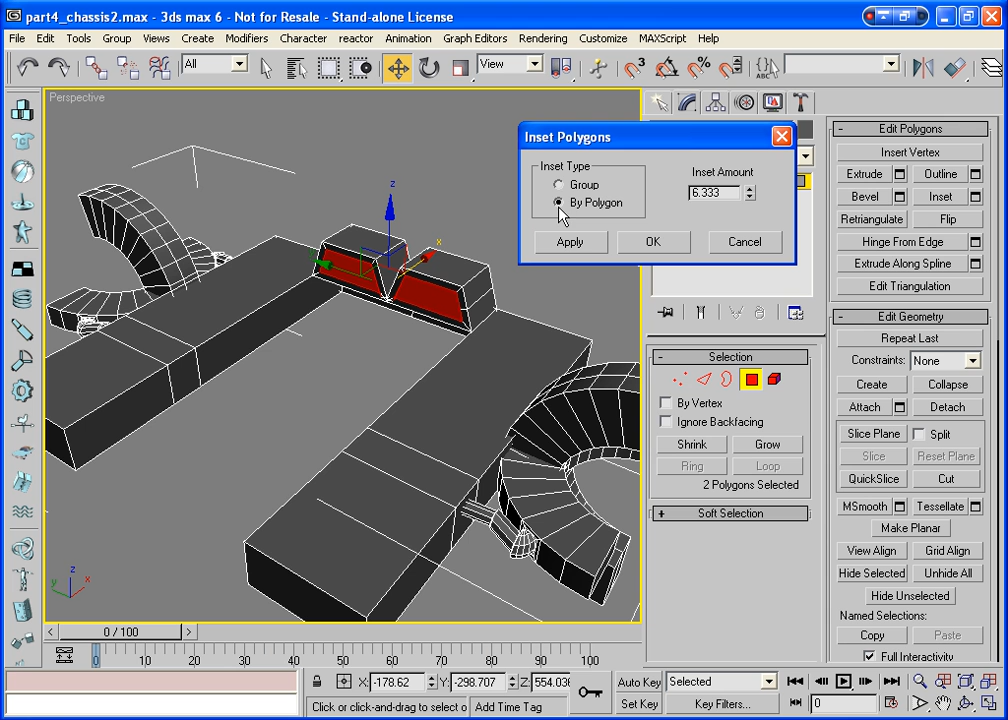 part4_chassis2.max - 3ds max 6 - Not for Resale - Stand-alone License
File Edit Tools Group Views Create Modifiers Character reactor Animation Graph Editors Rendering Customize MAXScript Help
All View 3 % ABC
Perspective
Inset Polygons
Inset Type
Group
By Polygon
Inset Amount
6.333
Apply OK Cancel
z
x
z
y x
- Selection
By Vertex
Ignore Backfacing
Shrink Grow
Ring Loop
2 Polygons Selected
+ Soft Selection
- Edit Polygons
Insert Vertex
Extrude Outline
Bevel Inset
Retriangulate Flip
Hinge From Edge
Extrude Along Spline
Edit Triangulation
- Edit Geometry
Repeat Last
Constraints: None
Create Collapse
Attach Detach
Slice Plane Split
Slice Reset Plane
QuickSlice Cut
MSmooth Tessellate
Make Planar
View Align Grid Align
Hide Selected Unhide All
Hide Unselected
Named Selections:
Copy Paste
Full Interactivity
< 0 / 100 >
0 10 20 30 40 50 60 70 80 90 100
X: -178.62 Y: -298.707 Z: 554.036
Click or click-and-drag to select o Add Time Tag
Auto Key Selected
Set Key Key Filters...
0